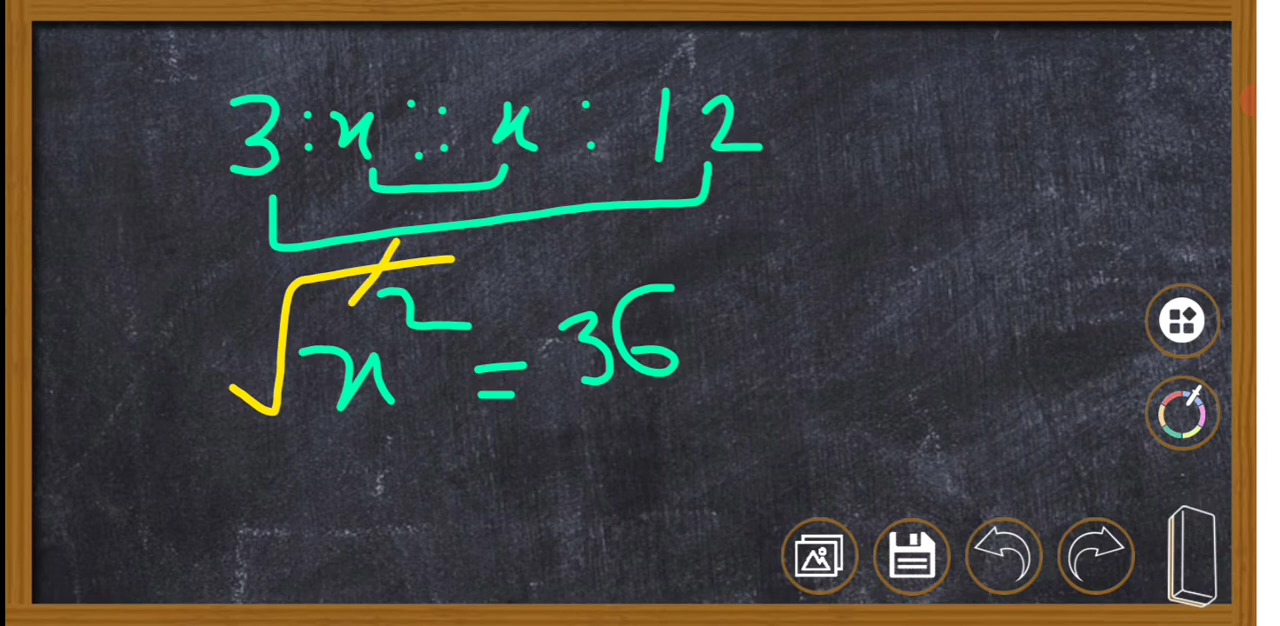 3 : x :: x : 12
√x² = 36